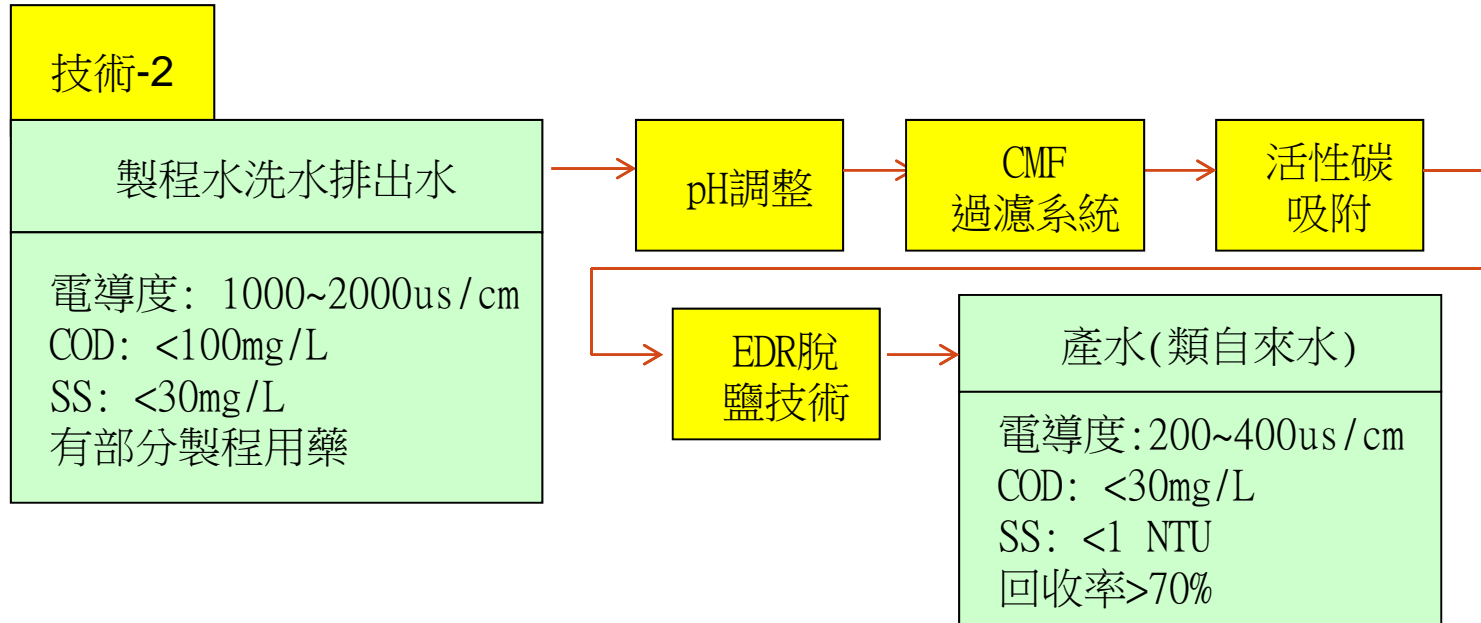 技術-2
製程水洗水排出水
電導度: 1000~2000us/cm
COD: <100mg/L
SS: <30mg/L
有部分製程用藥
pH調整
CMF
過濾系統
活性碳
吸附
EDR脫
鹽技術
產水(類自來水)
電導度:200~400us/cm
COD: <30mg/L
SS: <1 NTU
回收率>70%